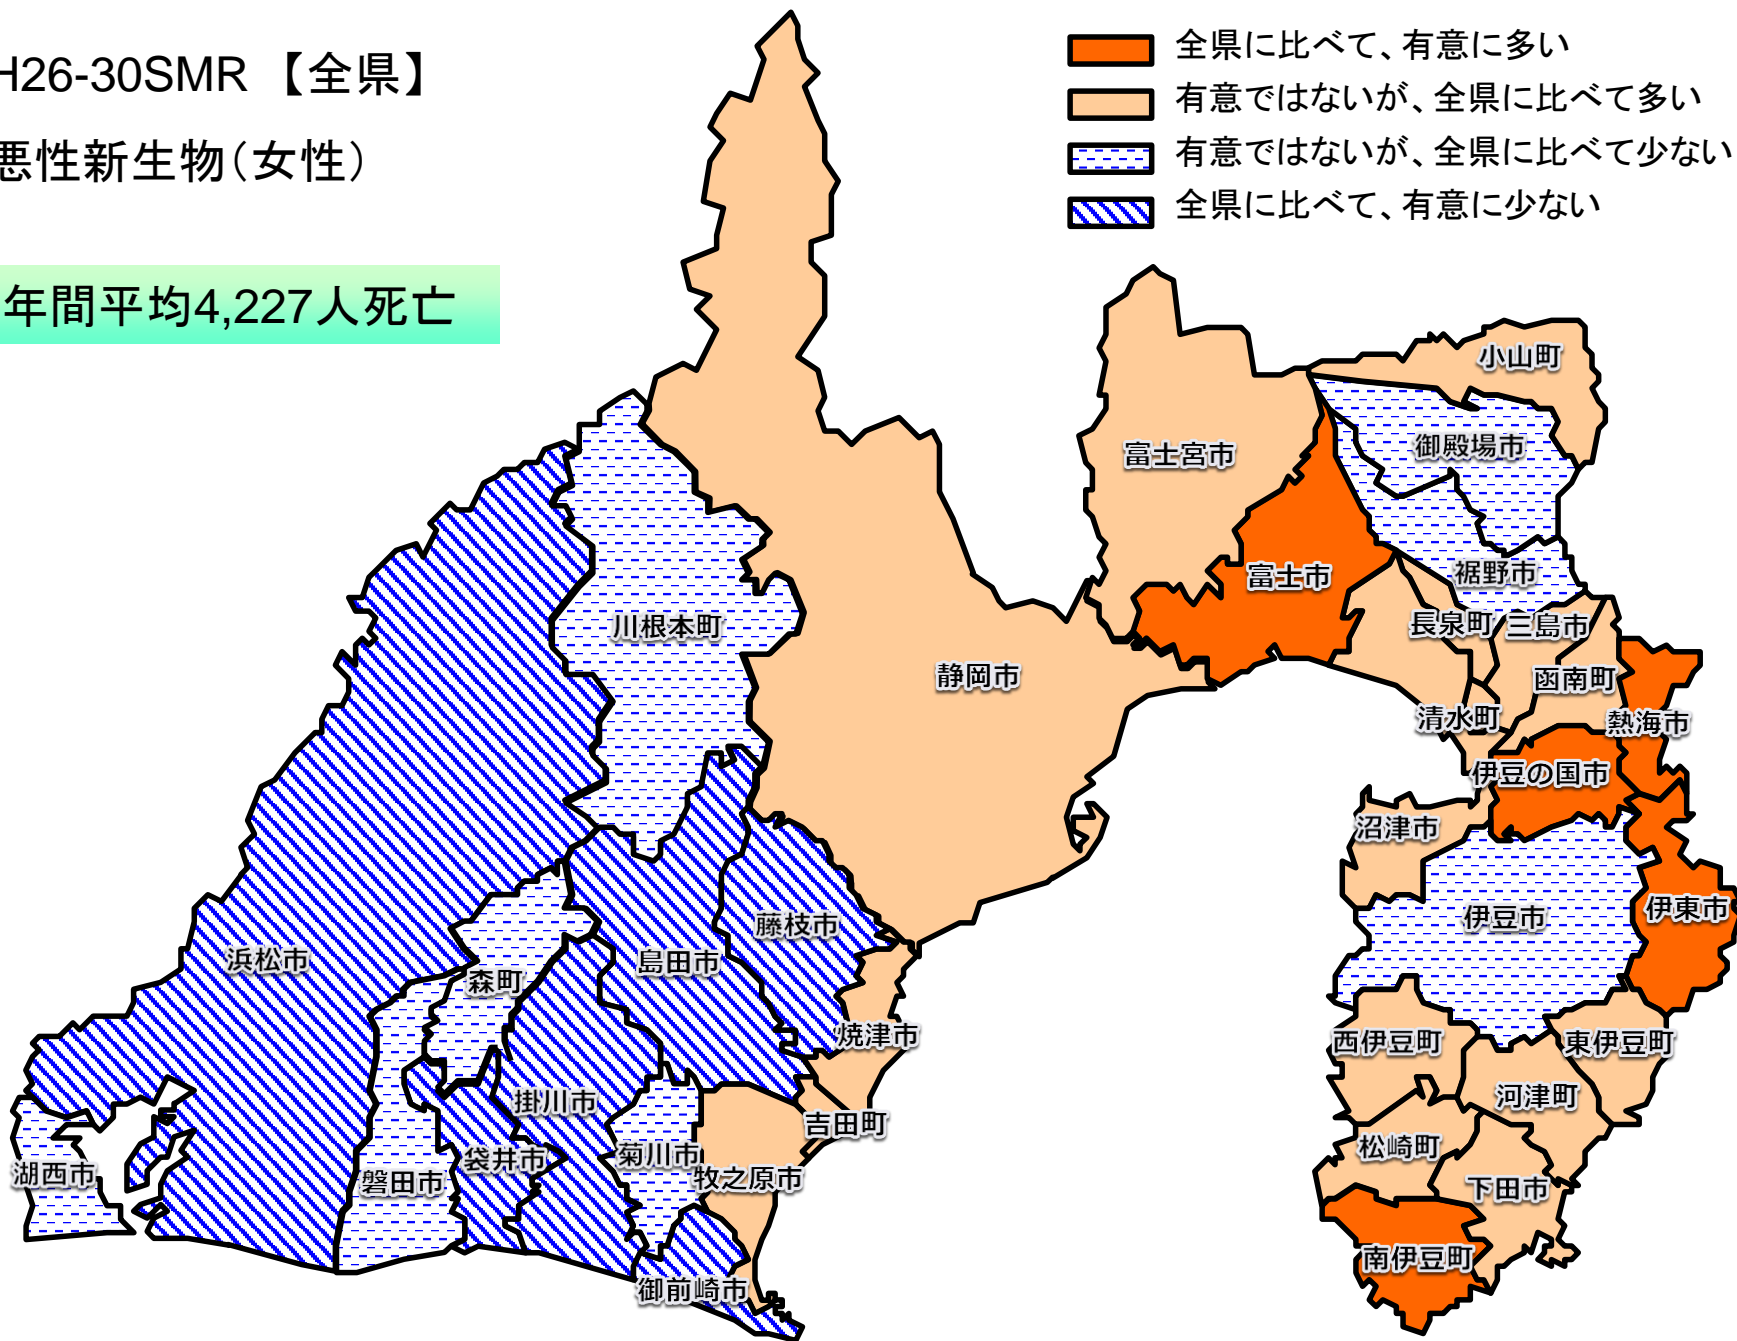 H26-30SMR【全県】
悪性新生物(女性)
年間平均4,227人死亡
全県に比べて、有意に多い
有意ではないが、全県に比べて多い
有意ではないが、全県に比べて少ない
全県に比べて、有意に少ない
小山町
御殿場市
富士宮市
富士市
裾野市
長泉町
三島市
函南町
清水町
熱海市
伊豆の国市
沼津市
伊豆市
伊東市
西伊豆町
東伊豆町
河津町
松崎町
下田市
南伊豆町
川根本町
静岡市
藤枝市
島田市
浜松市
森町
焼津市
掛川市
吉田町
菊川市
袋井市
牧之原市
磐田市
湖西市
御前崎市